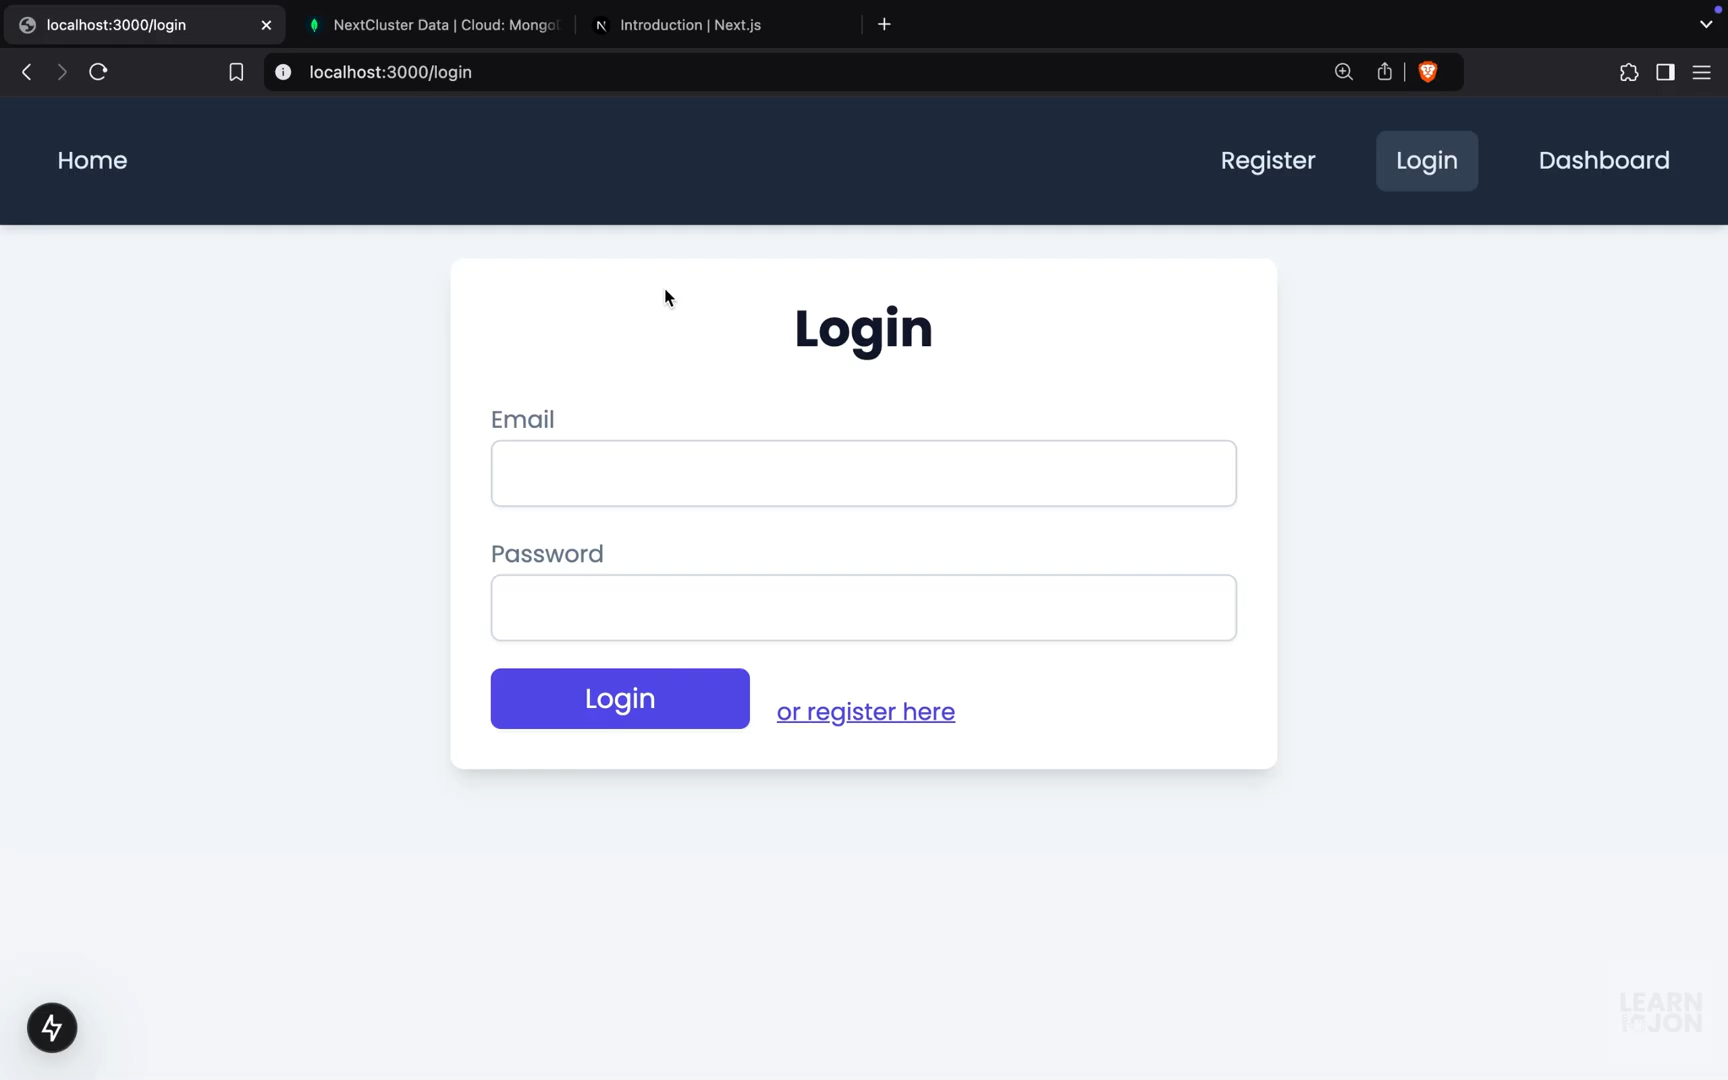 localhost:3000/login
NextCluster Data | Cloud: Mongo
Introduction | Next.js
localhost:3000/login
Home
Register
Login
Dashboard
Login
Email
Password
Login
or register here
LEARN
JON